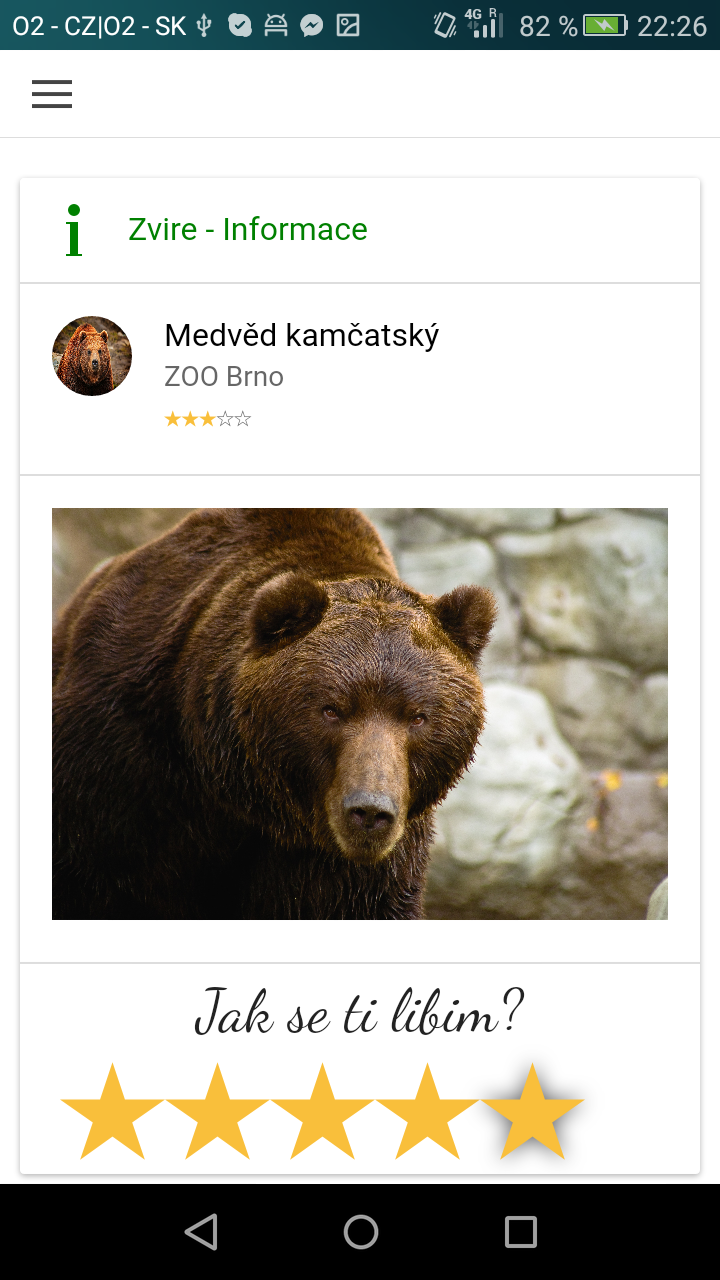 O2 - CZ|O2 - SK 4G R 82 % 22:26
i Zvire - Informace
Medvěd kamčatský
ZOO Brno
Jak se ti libim?